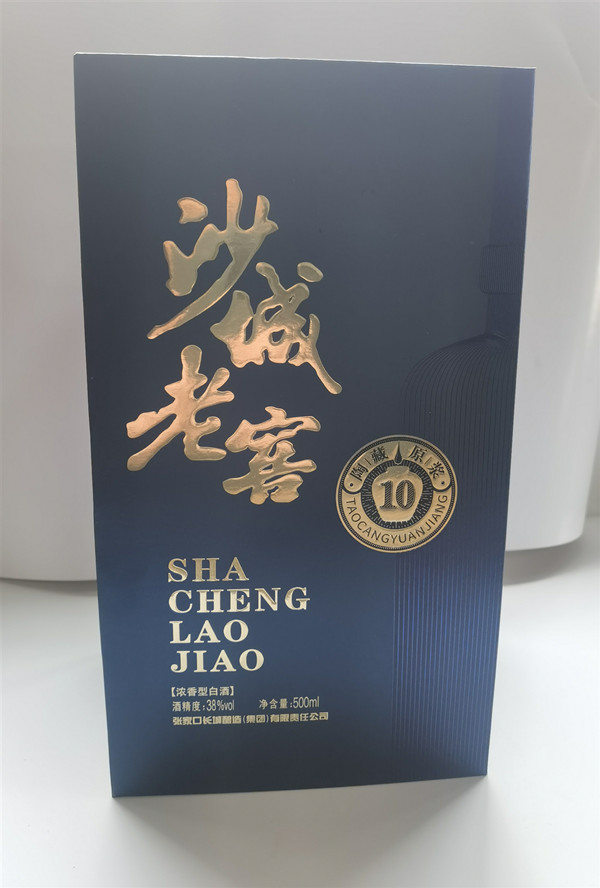 沙城
老窖
陶藏原浆
10
TAOCANGYUANJIANG
SHA
CHENG
LAO
JIAO
【浓香型白酒】
酒精度:38%vol 净含量:500ml
张家口长城酿造(集团)有限责任公司